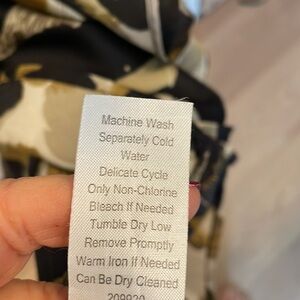 Machine Wash
Separately Cold
Water
Delicate Cycle
Only Non-Chlorine
Bleach If Needed
Tumble Dry Low
Remove Promptly
Warm Iron If Needed
Can Be Dry Cleaned
209920